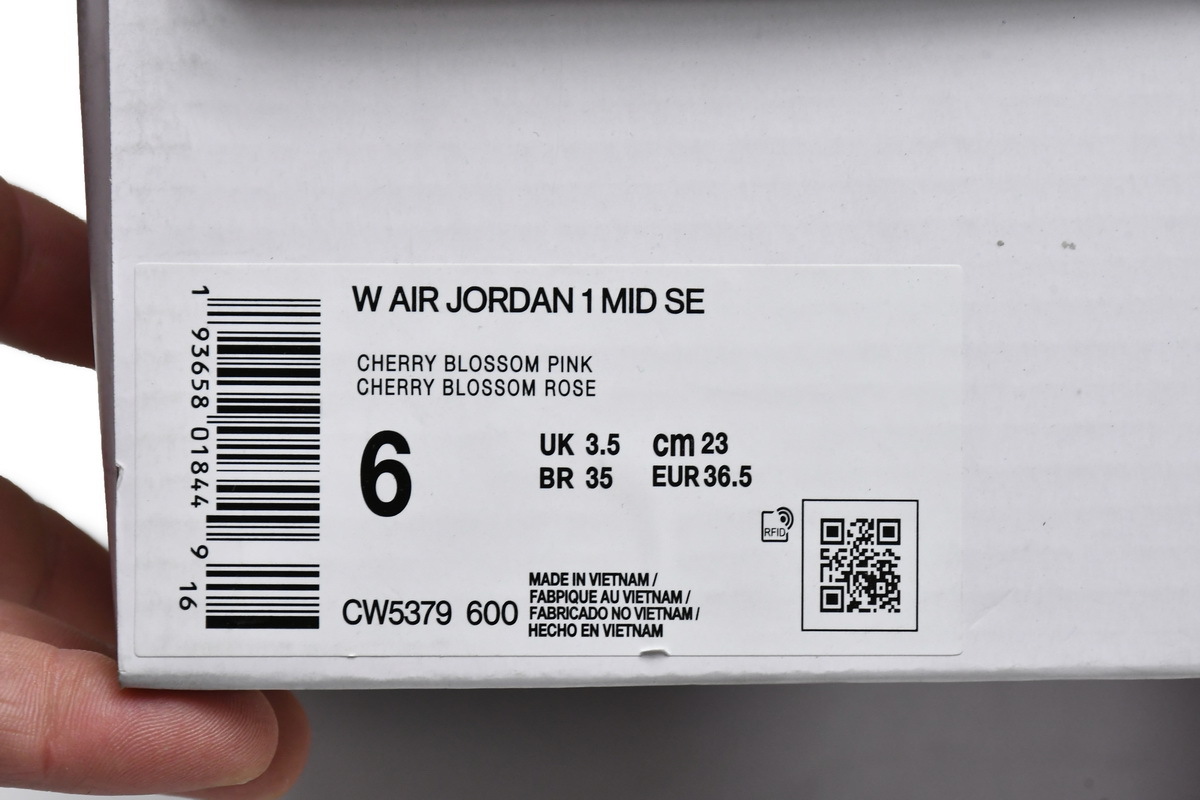 W AIR JORDAN 1 MID SE
CHERRY BLOSSOM PINK
CHERRY BLOSSOM ROSE
6
UK 3.5 cm 23
BR 35 EUR 36.5
RFID
CW5379 600
MADE IN VIETNAM /
FABPIQUE AU VIETNAM /
FABRICADO NO VIETNAM /
HECHO EN VIETNAM
1 93658 01844 9 16